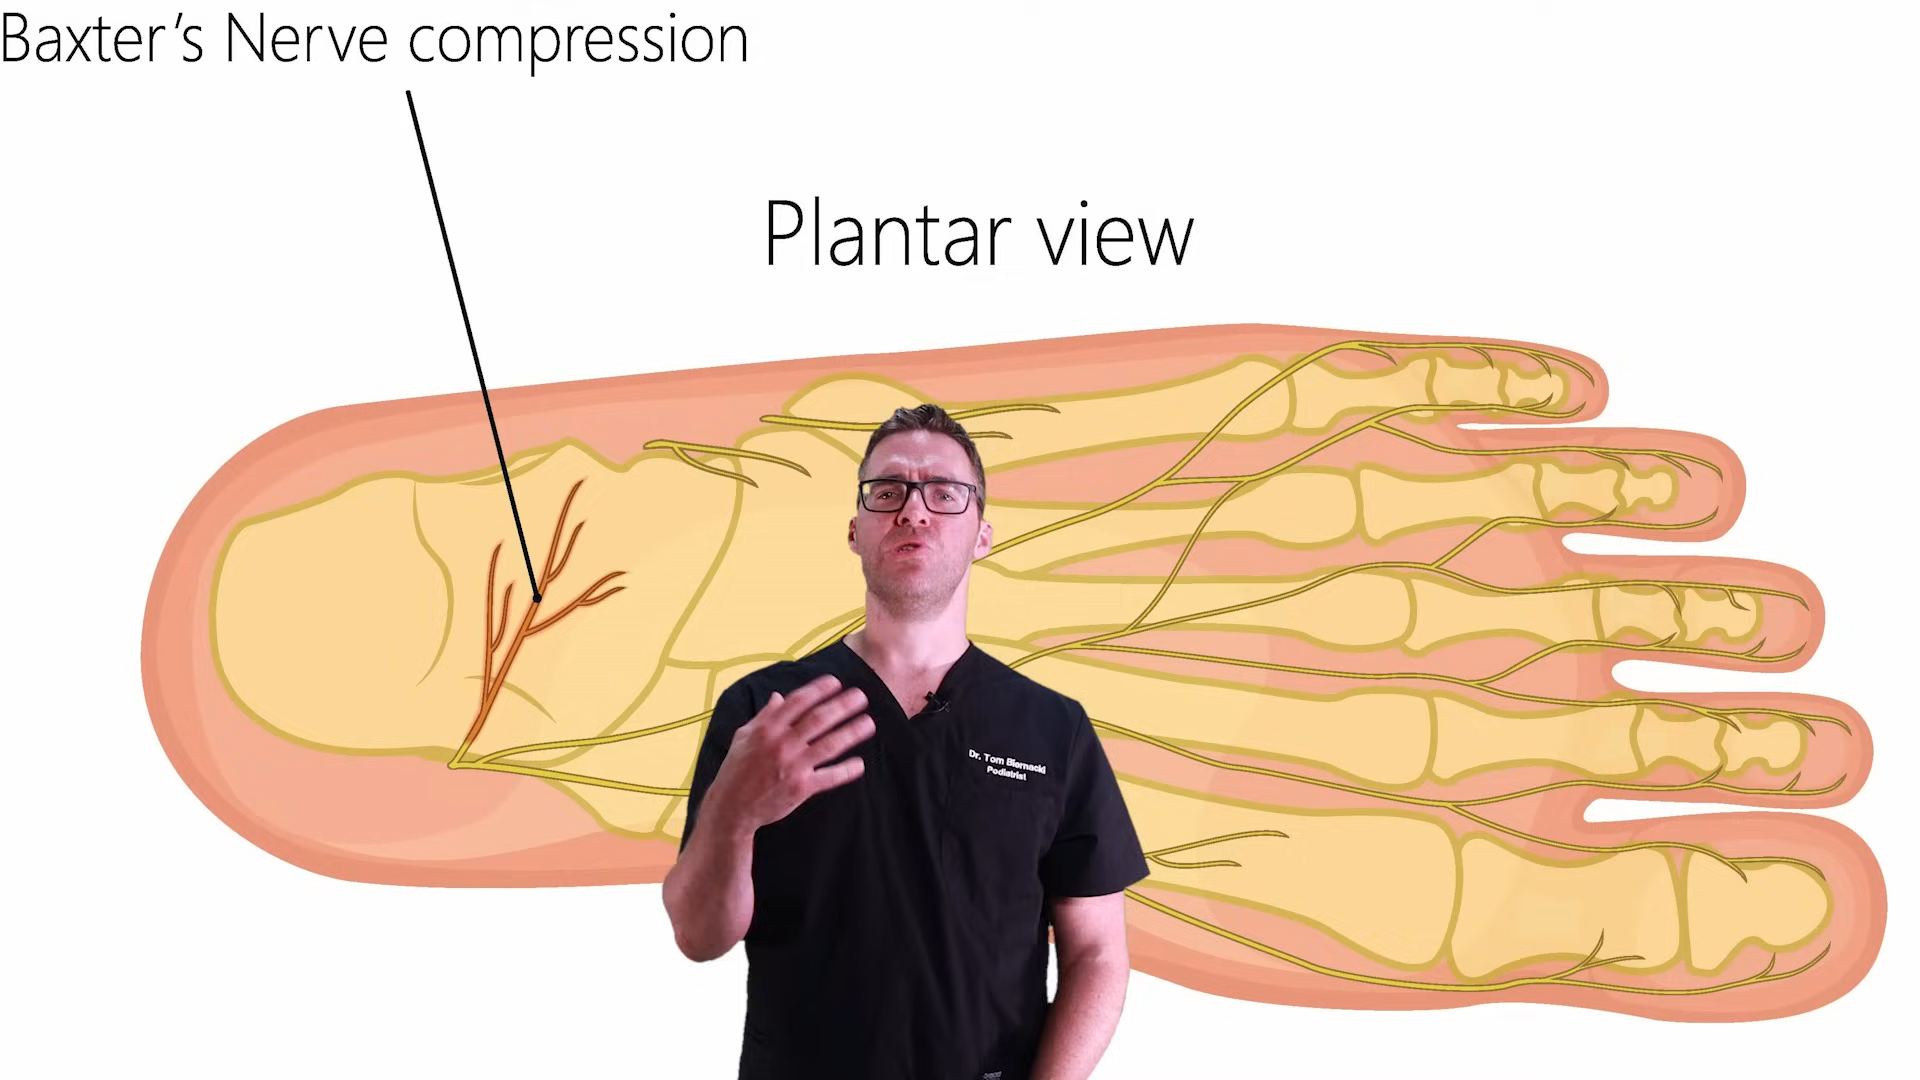 Baxter’s Nerve compression
Plantar view
Dr. Tom Biernacki
Podiatrist